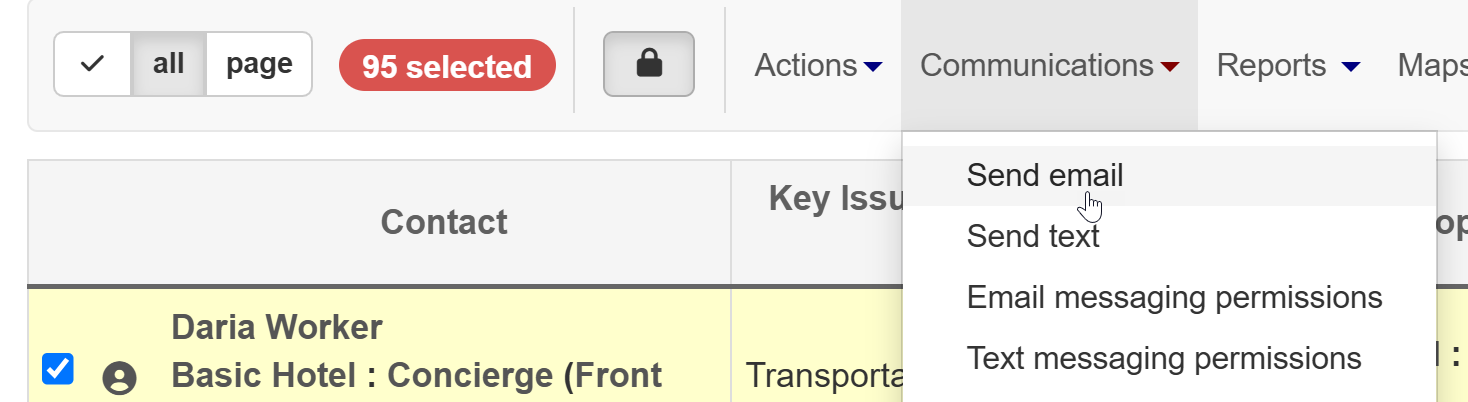 all page 95 selected Actions Communications Reports Maps
Send email
Key Issu
Contact
Send text
Email messaging permissions
Daria Worker
Text messaging permissions
Basic Hotel : Concierge (Front Transporta